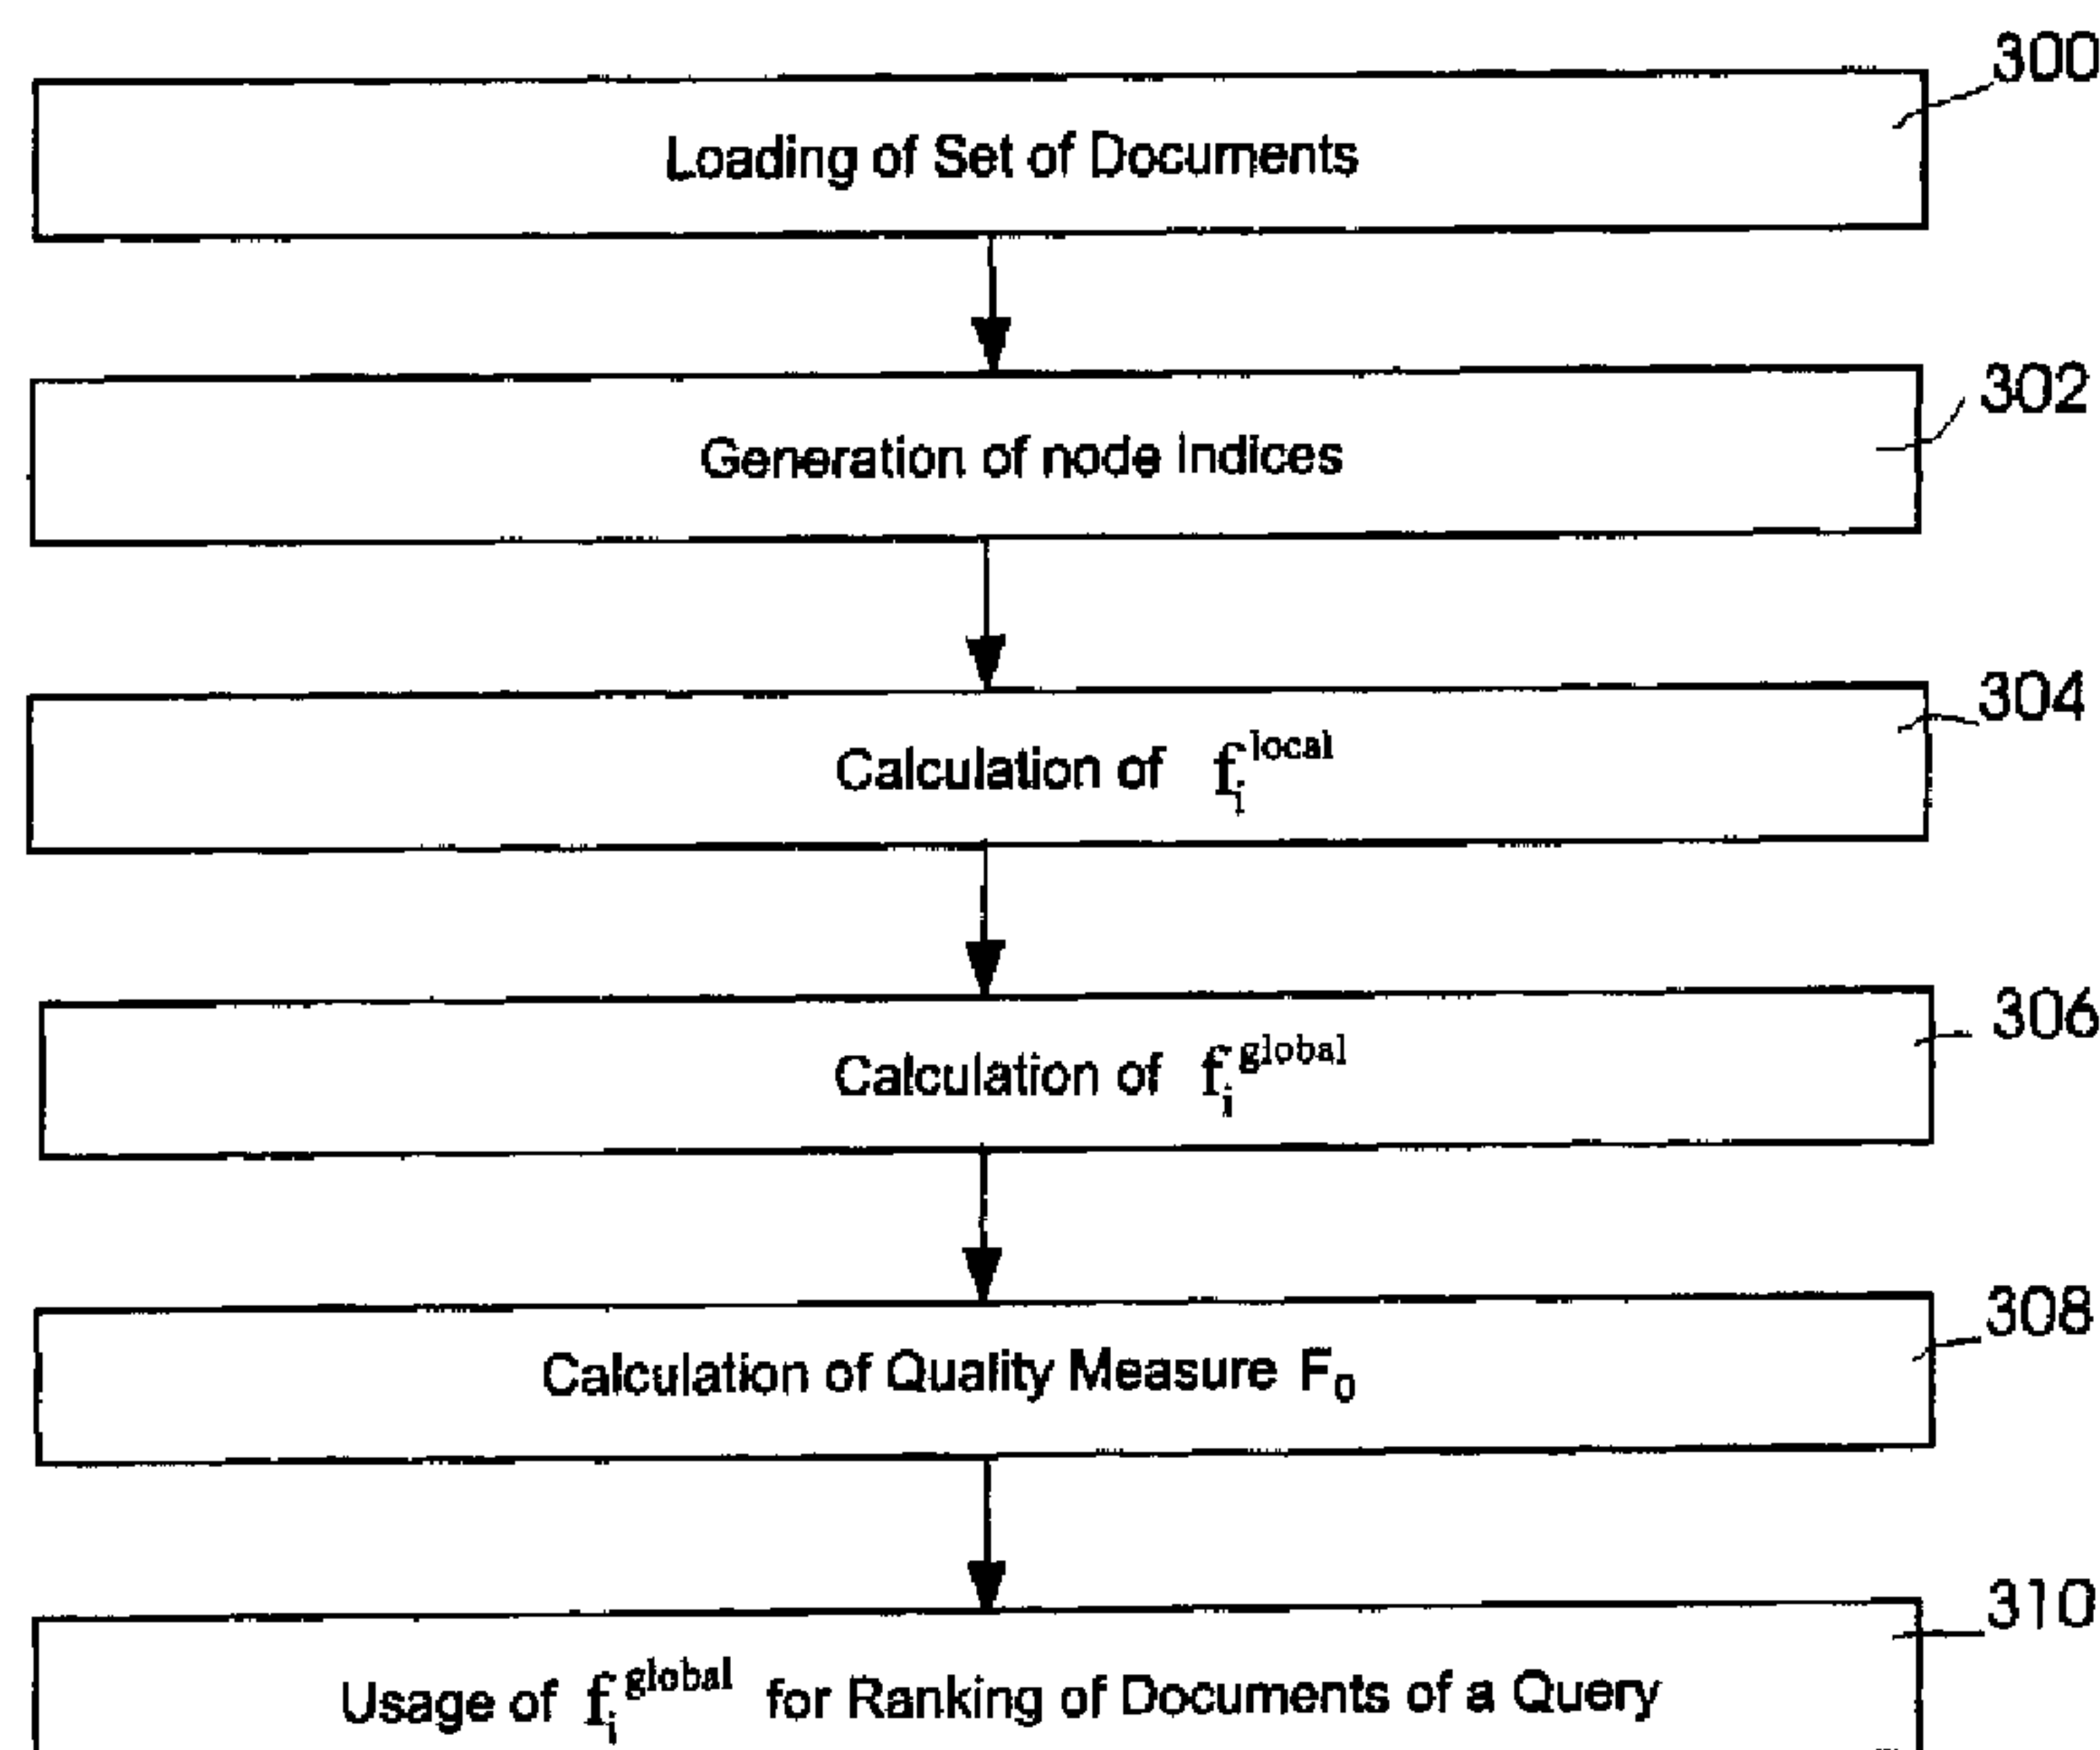 300
Loading of Set of Documents
302
Generation of node Indices
304
Calculation of f_i^local
306
Calculation of f_i^global
308
Calculation of Quality Measure F_0
310
Usage of f_i^global for Ranking of Documents of a Query